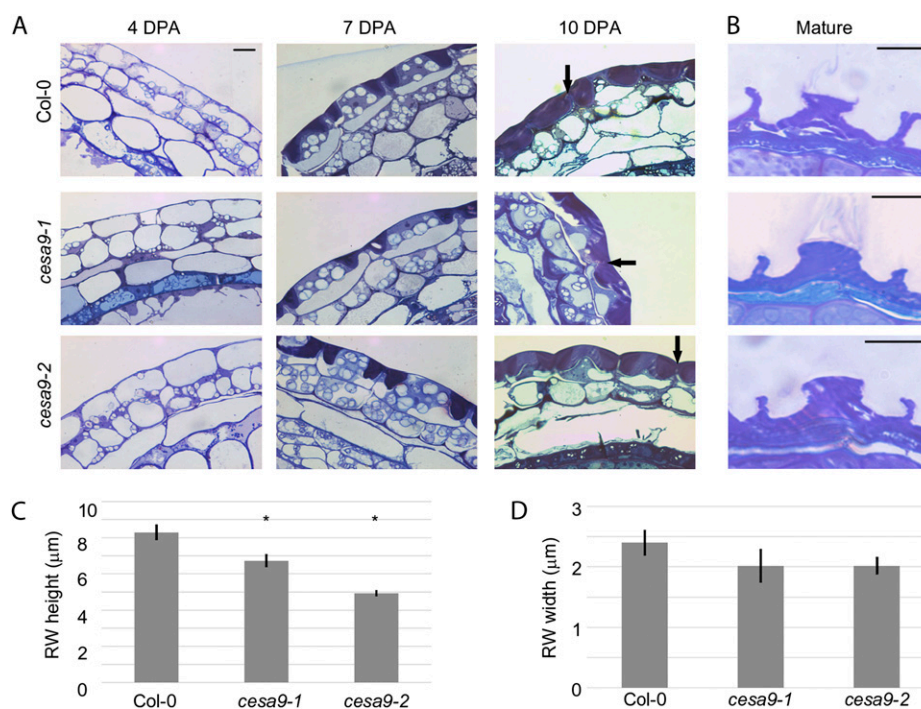 A
4 DPA
7 DPA
10 DPA
B
Mature
Col-0
cesa9-1
cesa9-2
C
RW height (µm)
10
8
6
4
2
0
*
*
Col-0
cesa9-1
cesa9-2
D
RW width (µm)
3
2
1
0
Col-0
cesa9-1
cesa9-2